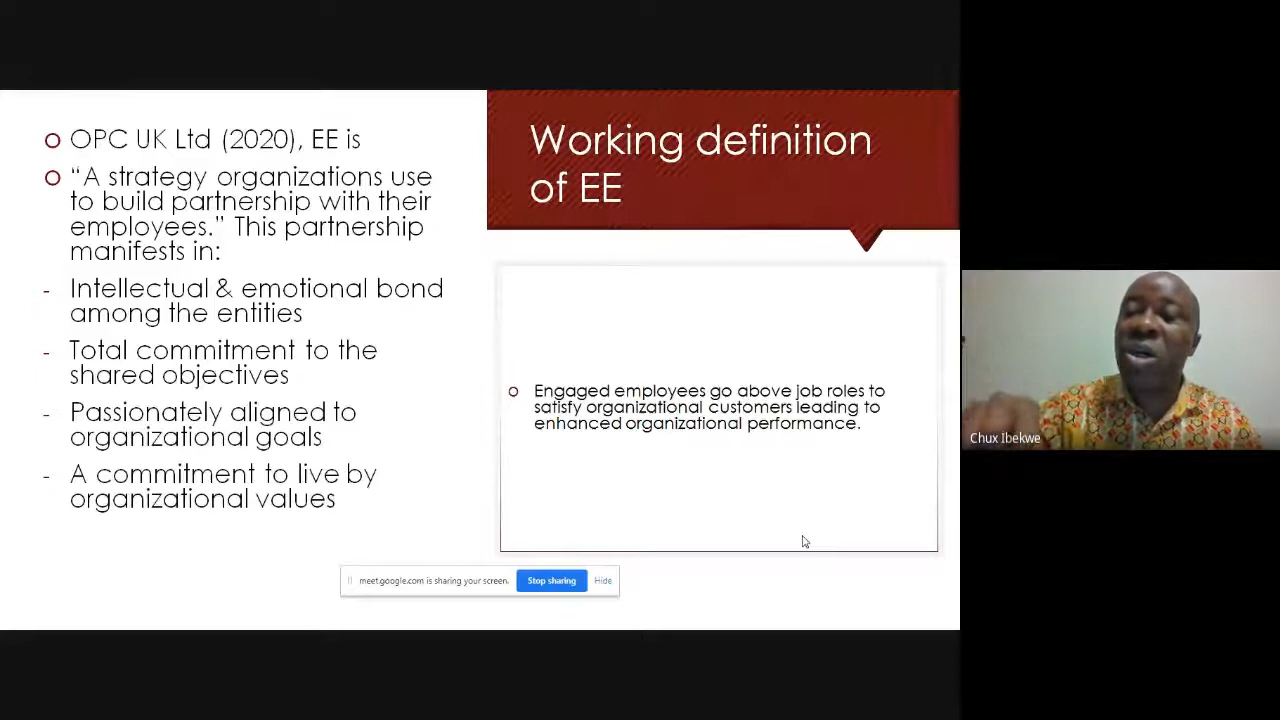 OPC UK Ltd (2020), EE is
“A strategy organizations use
to build partnership with their
employees.” This partnership
manifests in:
- Intellectual & emotional bond
among the entities
- Total commitment to the
shared objectives
- Passionately aligned to
organizational goals
- A commitment to live by
organizational values
Working definition
of EE
Engaged employees go above job roles to
satisfy organizational customers leading to
enhanced organizational performance.
meet.google.com is sharing your screen.
Stop sharing
Hide
Chux Ibekwe